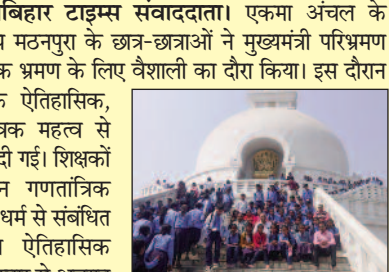 बिहार टाइम्स संवाददाता। एकमा अंचल के
मठनपुरा के छात्र-छात्राओं ने मुख्यमंत्री परिभ्रमण
भ्रमण के लिए वैशाली का दौरा किया। इस दौरान
ऐतिहासिक,
महत्व से
दी गई। शिक्षकों
गणतांत्रिक
धर्म से संबंधित
ऐतिहासिक